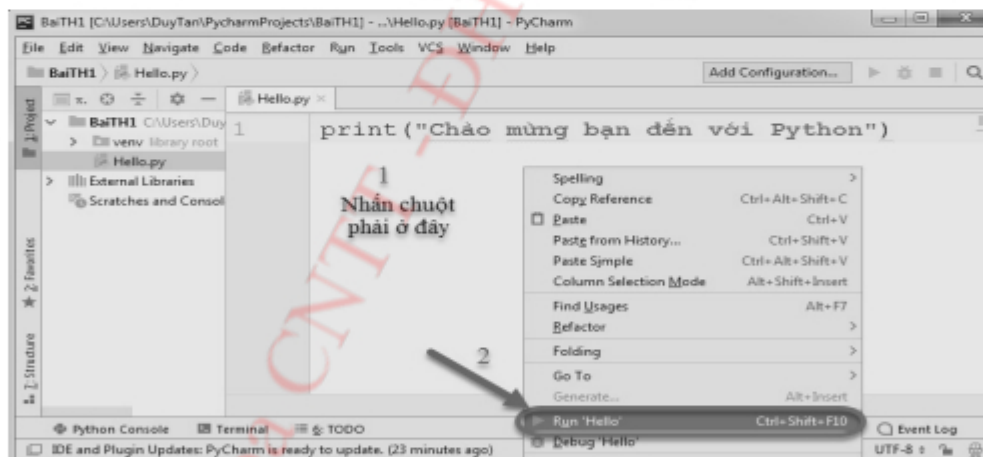 BaiTH1 [C:\Users\DuyTan\PycharmProjects\BaiTH1] - ...\Hello.py [BaiTH1] - PyCharm
File Edit View Navigate Code Refactor Run Tools VCS Window Help
BaiTH1 Hello.py Add Configuration...
1: Project
Hello.py
BaiTH1 C:\Users\Duy
venv library root
Hello.py
External Libraries
Scratches and Consol
1 print("Chào mừng bạn đến với Python")
1
Nhấn chuột
phải ở đây
Spelling
Copy Reference Ctrl+Alt+Shift+C
Paste Ctrl+V
Paste from History... Ctrl+Shift+V
Paste Simple Ctrl+Alt+Shift+V
Column Selection Mode Alt+Shift+Insert
Find Usages Alt+F7
Refactor
Folding
Go To
Generate... Alt+Insert
2
Run 'Hello' Ctrl+Shift+F10
Debug 'Hello'
2: Favorites
7: Structure
Python Console Terminal 6: TODO Event Log
IDE and Plugin Updates: PyCharm is ready to update. (23 minutes ago) UTF-8
CNTT - ĐH